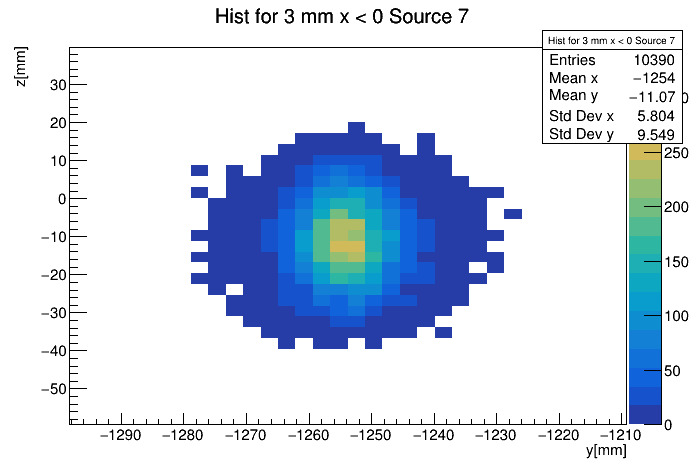 Hist for 3 mm x < 0 Source 7
z[mm]
Hist for 3 mm x < 0 Source 7
Entries 10390
Mean x −1254
Mean y −11.07
Std Dev x 5.804
Std Dev y 9.549
30
20
10
0
−10
−20
−30
−40
−50
0
250
200
150
100
50
0
−1290 −1280 −1270 −1260 −1250 −1240 −1230 −1220 −1210
y[mm]